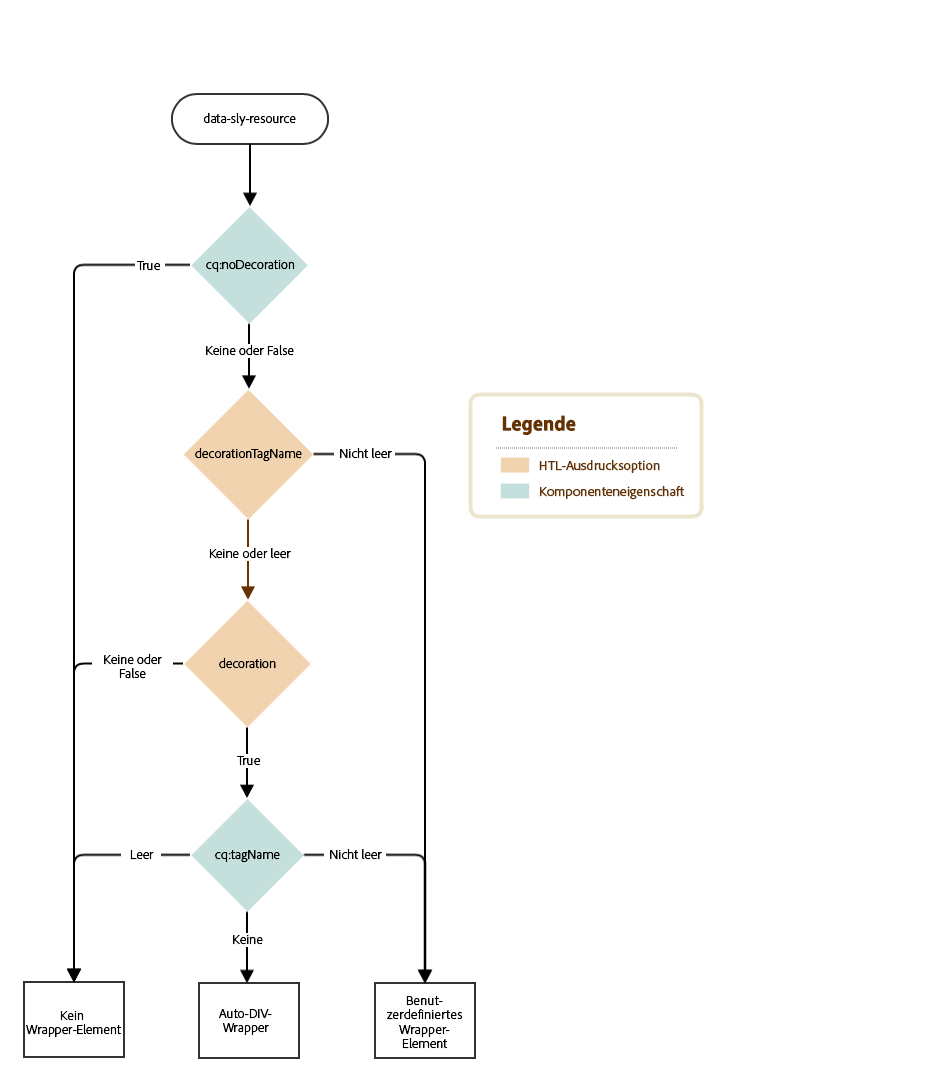 data-sly-resource
cq:noDecoration
True
Keine oder False
decorationTagName
Nicht leer
Legende
HTL-Ausdrucksoption
Komponenteneigenschaft
Keine oder leer
Keine oder
False
decoration
True
Leer
cq:tagName
Nicht leer
Keine
Kein
Wrapper-Element
Auto-DIV-
Wrapper
Benut-
zerdefiniertes
Wrapper-
Element